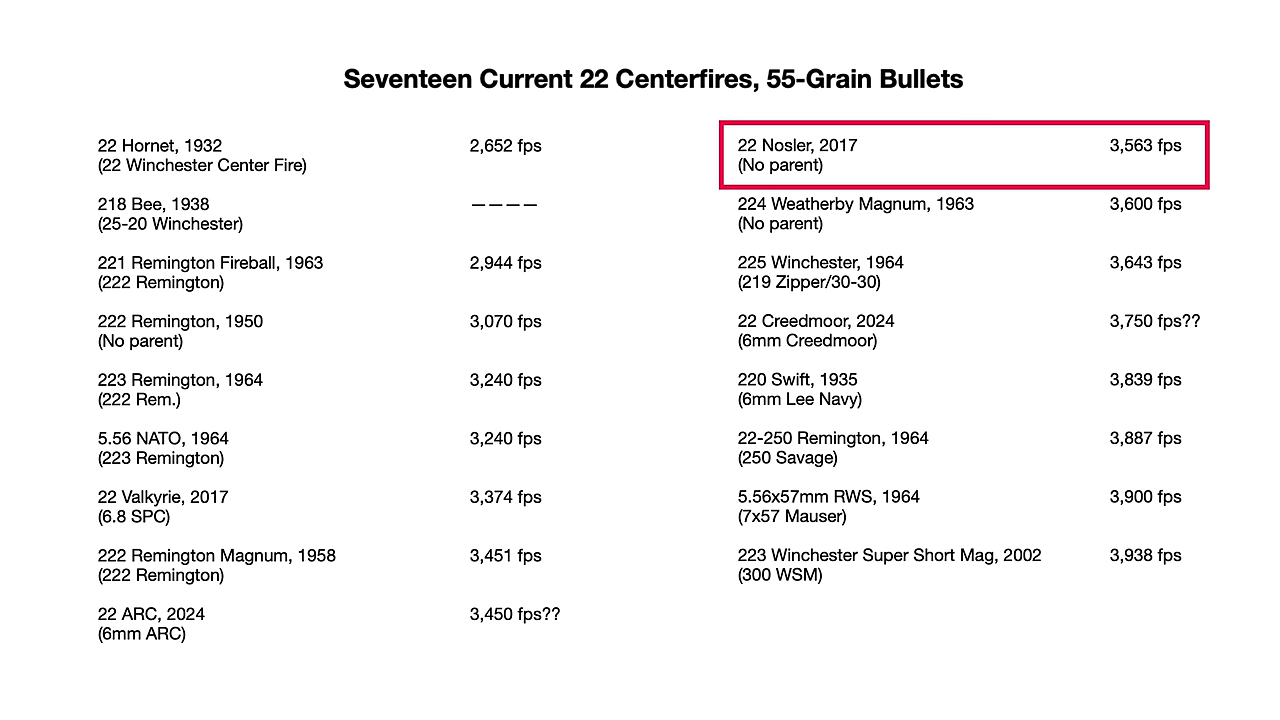 Seventeen Current 22 Centerfires, 55-Grain Bullets
22 Hornet, 1932 2,652 fps
(22 Winchester Center Fire)
218 Bee, 1938 ————
(25-20 Winchester)
221 Remington Fireball, 1963 2,944 fps
(222 Remington)
222 Remington, 1950 3,070 fps
(No parent)
223 Remington, 1964 3,240 fps
(222 Rem.)
5.56 NATO, 1964 3,240 fps
(223 Remington)
22 Valkyrie, 2017 3,374 fps
(6.8 SPC)
222 Remington Magnum, 1958 3,451 fps
(222 Remington)
22 ARC, 2024 3,450 fps??
(6mm ARC)
22 Nosler, 2017 3,563 fps
(No parent)
224 Weatherby Magnum, 1963 3,600 fps
(No parent)
225 Winchester, 1964 3,643 fps
(219 Zipper/30-30)
22 Creedmoor, 2024 3,750 fps??
(6mm Creedmoor)
220 Swift, 1935 3,839 fps
(6mm Lee Navy)
22-250 Remington, 1964 3,887 fps
(250 Savage)
5.56x57mm RWS, 1964 3,900 fps
(7x57 Mauser)
223 Winchester Super Short Mag, 2002 3,938 fps
(300 WSM)